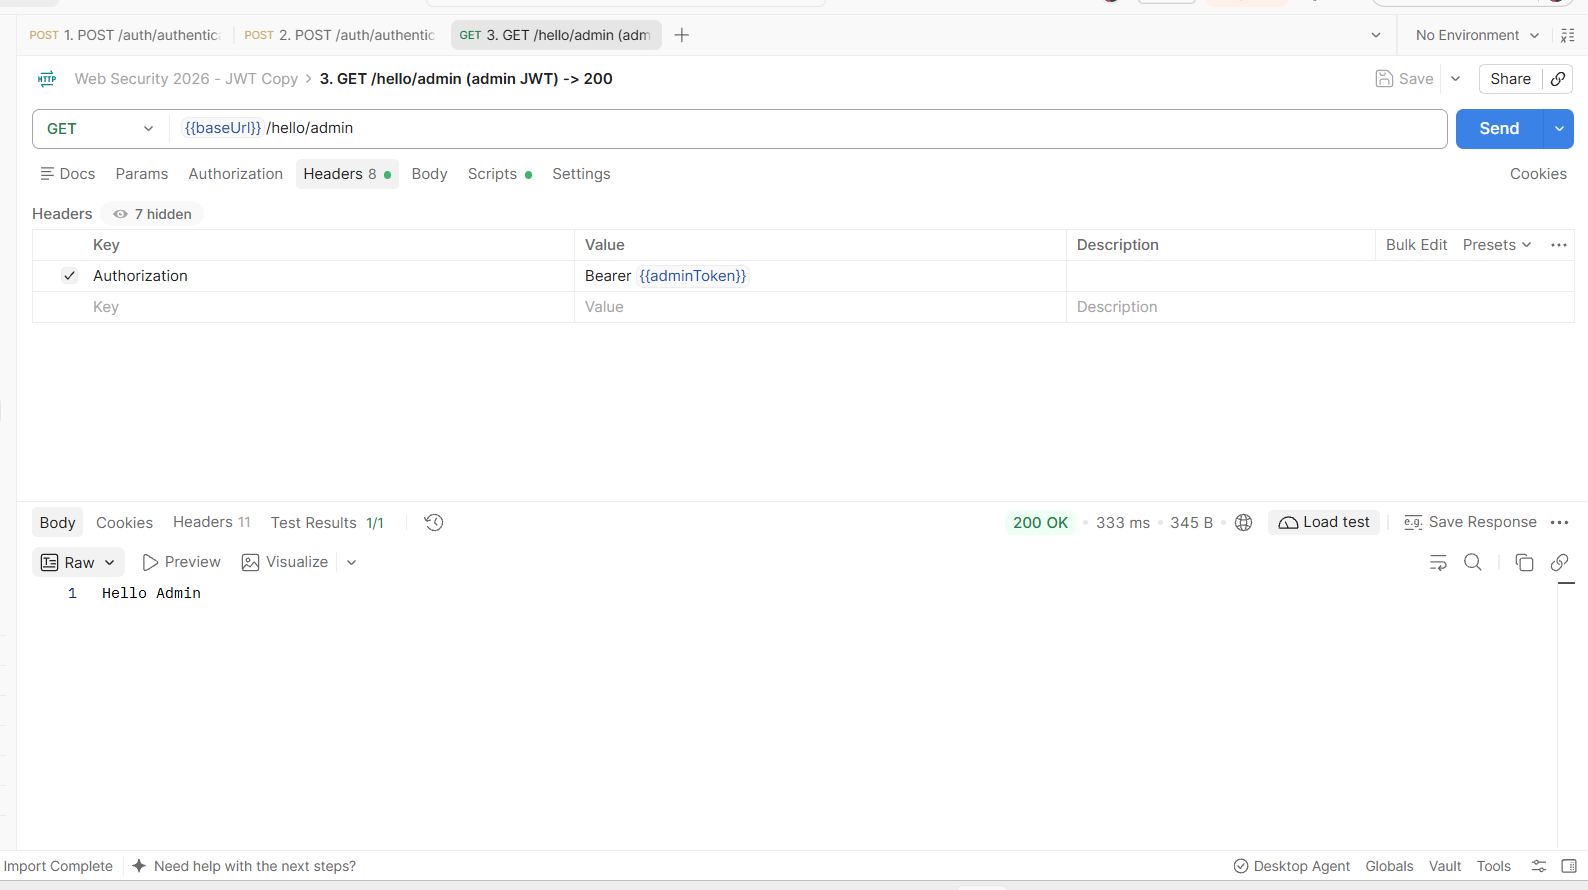 POST 1. POST /auth/authentic
POST 2. POST /auth/authentic
GET 3. GET /hello/admin (adm
No Environment
HTTP Web Security 2026 - JWT Copy > 3. GET /hello/admin (admin JWT) -> 200
Save
Share
GET {{baseUrl}} /hello/admin
Send
Docs Params Authorization Headers 8 Body Scripts Settings Cookies
Headers 7 hidden
Key Value Description Bulk Edit Presets
Authorization Bearer {{adminToken}}
Key Value Description
Body Cookies Headers 11 Test Results 1/1
200 OK 333 ms 345 B Load test e.g. Save Response
Raw Preview Visualize
1 Hello Admin
Import Complete Need help with the next steps? Desktop Agent Globals Vault Tools